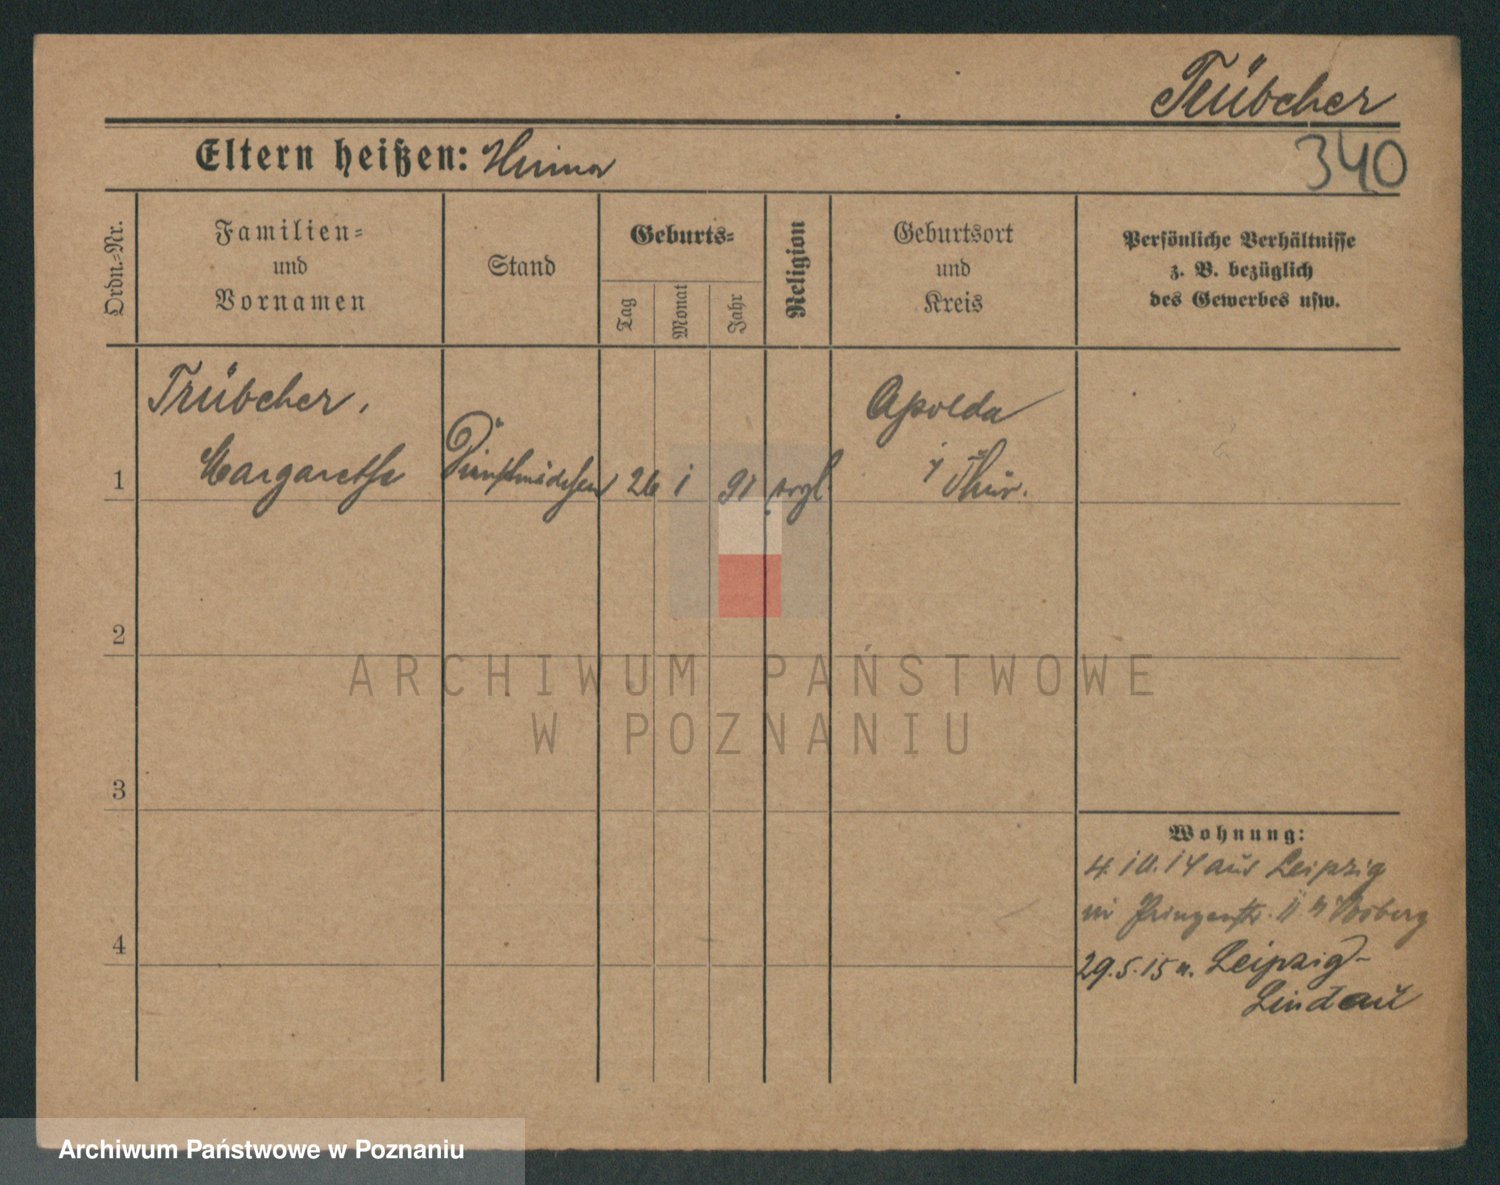 Trübcher
340
Eltern heißen:
Ordn.=Nr.
Familien=
und
Vornamen
Stand
Geburts=
Tag
Monat
Jahr
Religion
Geburtsort
und
Kreis
Persönliche Verhältnisse
z. B. bezüglich
des Gewerbes usw.
1
Trübcher,
Margarethe
Dienstmädchen
26
1
91
evgl
Apolda
i Thür.
2
3
4
Wohnung:
4. 10. 14 aus Leipzig
29.5.15 n. Leipzig-
Lindenau
ARCHIWUM PAŃSTWOWE
W POZNANIU
Archiwum Państwowe w Poznaniu